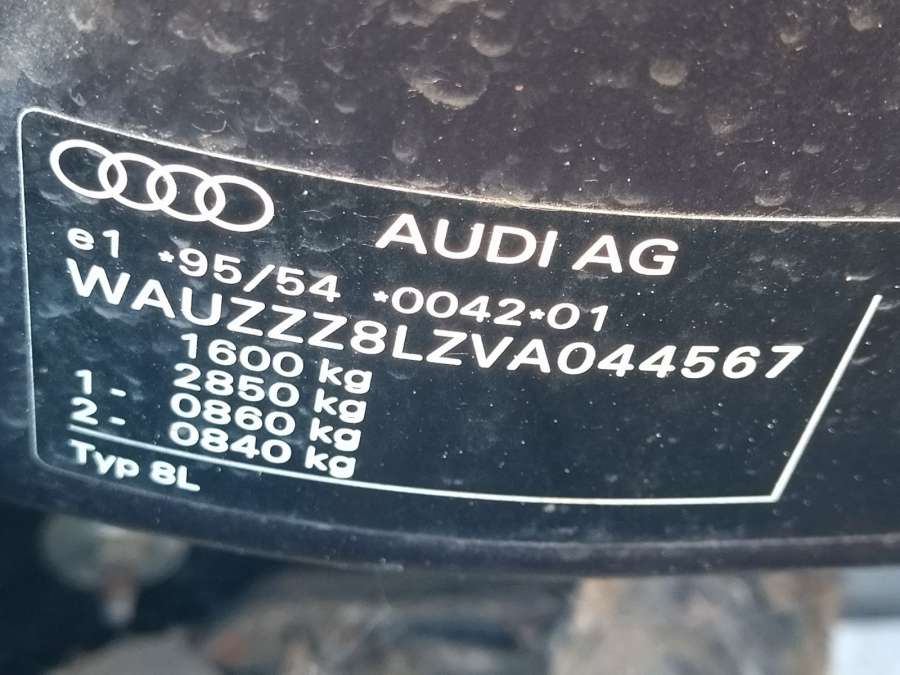 AUDI AG
e1 *95/54 *0042*01
WAUZZZ8LZVA044567
1600 kg
2850 kg
1 - 0860 kg
2 - 0840 kg
Typ 8L